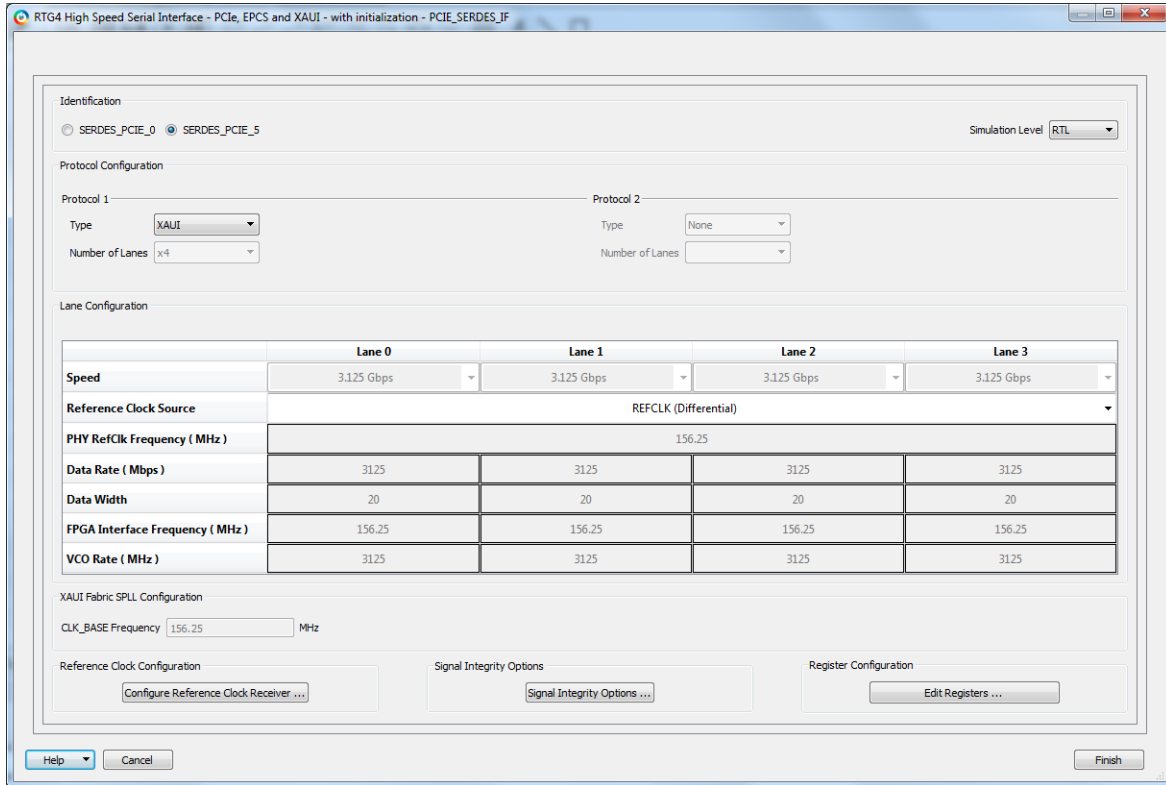 RTG4 High Speed Serial Interface - PCIe, EPCS and XAUI - with initialization - PCIE_SERDES_IF
Identification
SERDES_PCIE_0 SERDES_PCIE_5 Simulation Level RTL
Protocol Configuration
Protocol 1 Protocol 2
Type XAUI Type None
Number of Lanes x4 Number of Lanes
Lane Configuration
Lane 0 Lane 1 Lane 2 Lane 3
Speed 3.125 Gbps 3.125 Gbps 3.125 Gbps 3.125 Gbps
Reference Clock Source REFCLK (Differential)
PHY RefClk Frequency ( MHz ) 156.25
Data Rate ( Mbps ) 3125 3125 3125 3125
Data Width 20 20 20 20
FPGA Interface Frequency ( MHz ) 156.25 156.25 156.25 156.25
VCO Rate ( MHz ) 3125 3125 3125 3125
XAUI Fabric SPLL Configuration
CLK_BASE Frequency 156.25 MHz
Reference Clock Configuration Signal Integrity Options Register Configuration
Configure Reference Clock Receiver ... Signal Integrity Options ... Edit Registers ...
Help Cancel Finish